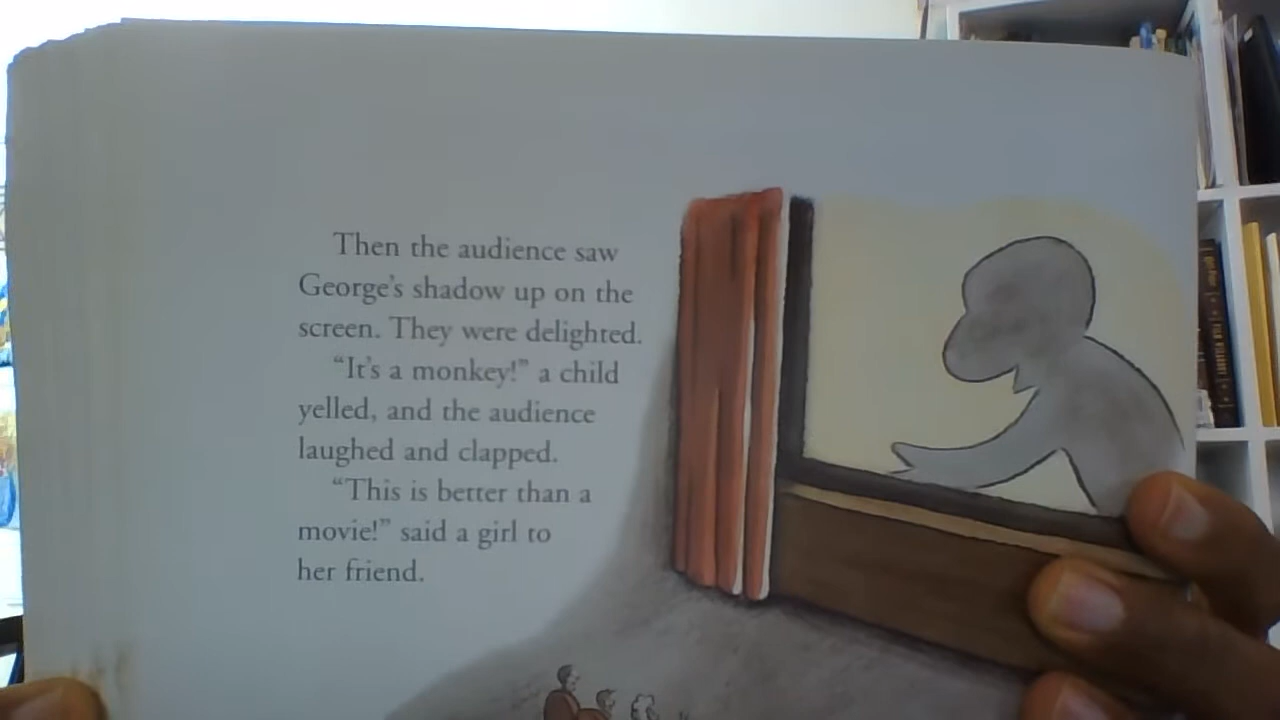 Then the audience saw
George's shadow up on the
screen. They were delighted.
“It's a monkey!” a child
yelled, and the audience
laughed and clapped.
“This is better than a
movie!” said a girl to
her friend.